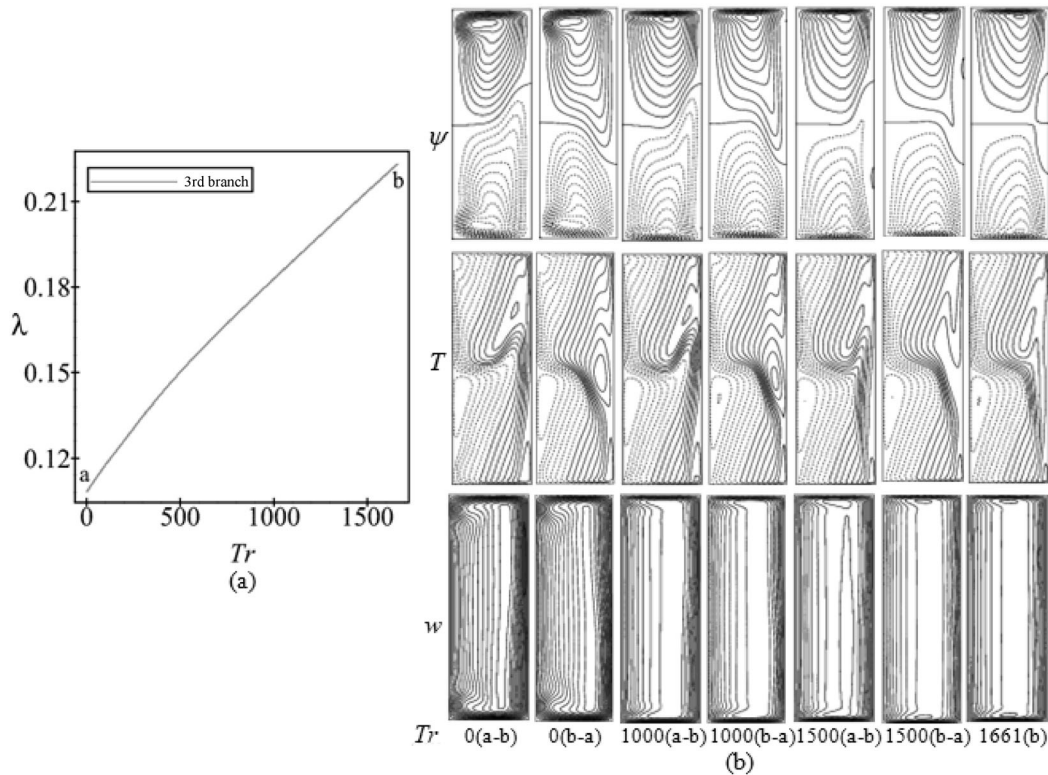 3rd branch
b
a
0.21
0.18
λ
0.15
0.12
0
500
1000
1500
Tr
(a)
ψ
T
w
Tr 0(a-b) 0(b-a) 1000(a-b) 1000(b-a) 1500(a-b) 1500(b-a) 1661(b)
(b)